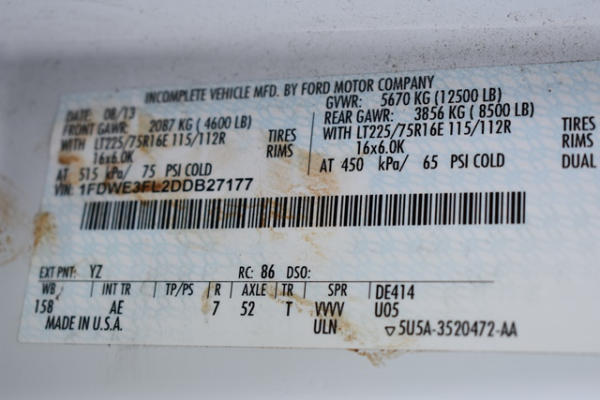 INCOMPLETE VEHICLE MFD. BY FORD MOTOR COMPANY
DATE: 08/13 GVWR: 5670 KG (12500 LB)
FRONT GAWR: 2087 KG (4600 LB) REAR GAWR: 3856 KG (8500 LB)
WITH LT225/75R16E 115/112R TIRES WITH LT225/75R16E 115/112R TIRES
16x6.0K RIMS 16x6.0K RIMS
AT 515 kPa/ 75 PSI COLD AT 450 kPa/ 65 PSI COLD DUAL
VIN: 1FDWE3FL2DDB27177
EXT PNT: YZ RC: 86 DSO:
WB INT TR TP/PS R AXLE TR SPR DE414
158 AE 7 52 T VVVV U05
MADE IN U.S.A. ULN ▽5U5A-3520472-AA